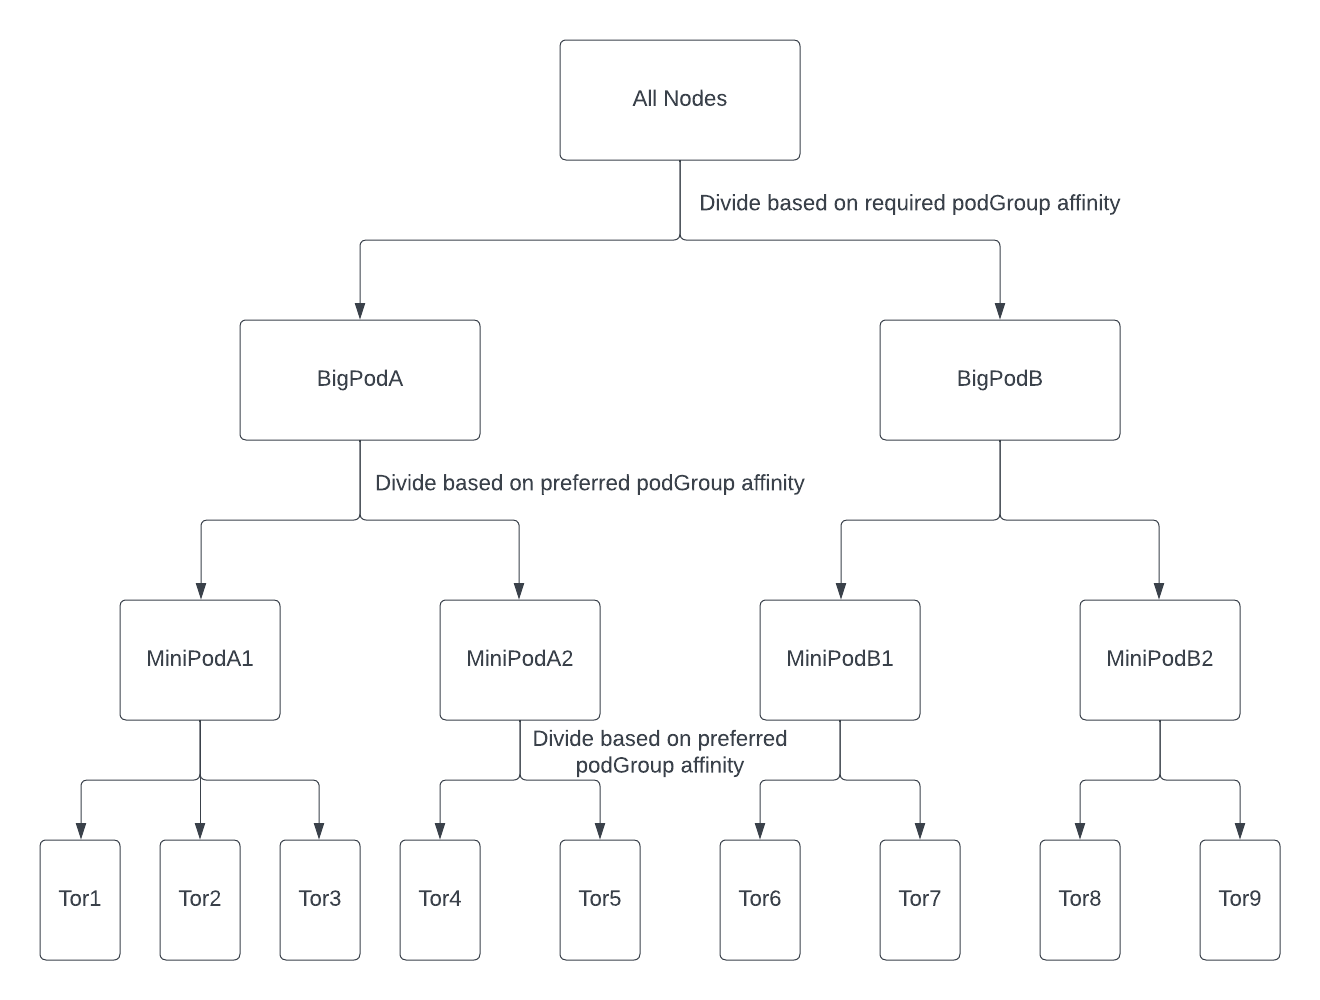 All Nodes
Divide based on required podGroup affinity
BigPodA
BigPodB
Divide based on preferred podGroup affinity
MiniPodA1
MiniPodA2
MiniPodB1
MiniPodB2
Divide based on preferred
podGroup affinity
Tor1
Tor2
Tor3
Tor4
Tor5
Tor6
Tor7
Tor8
Tor9